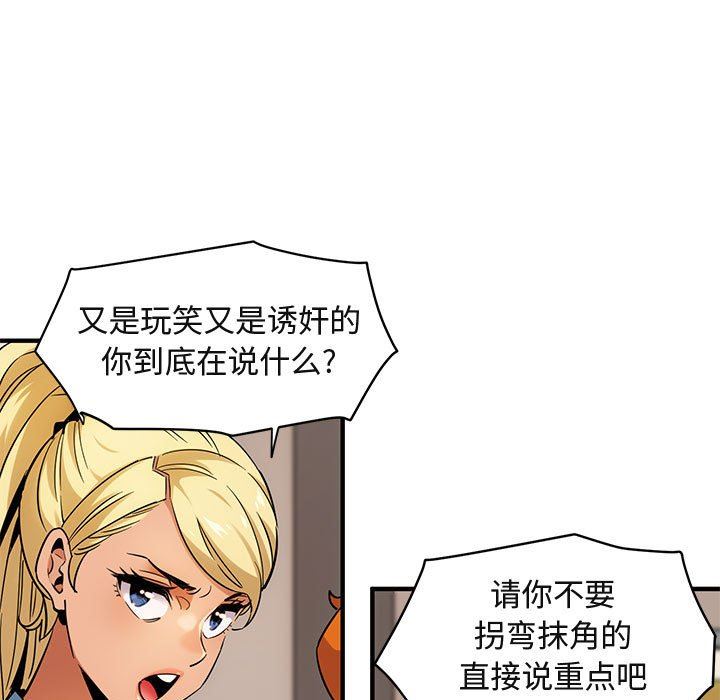 又是玩笑又是诱奸的
你到底在说什么?
请你不要
拐弯抹角的
直接说重点吧